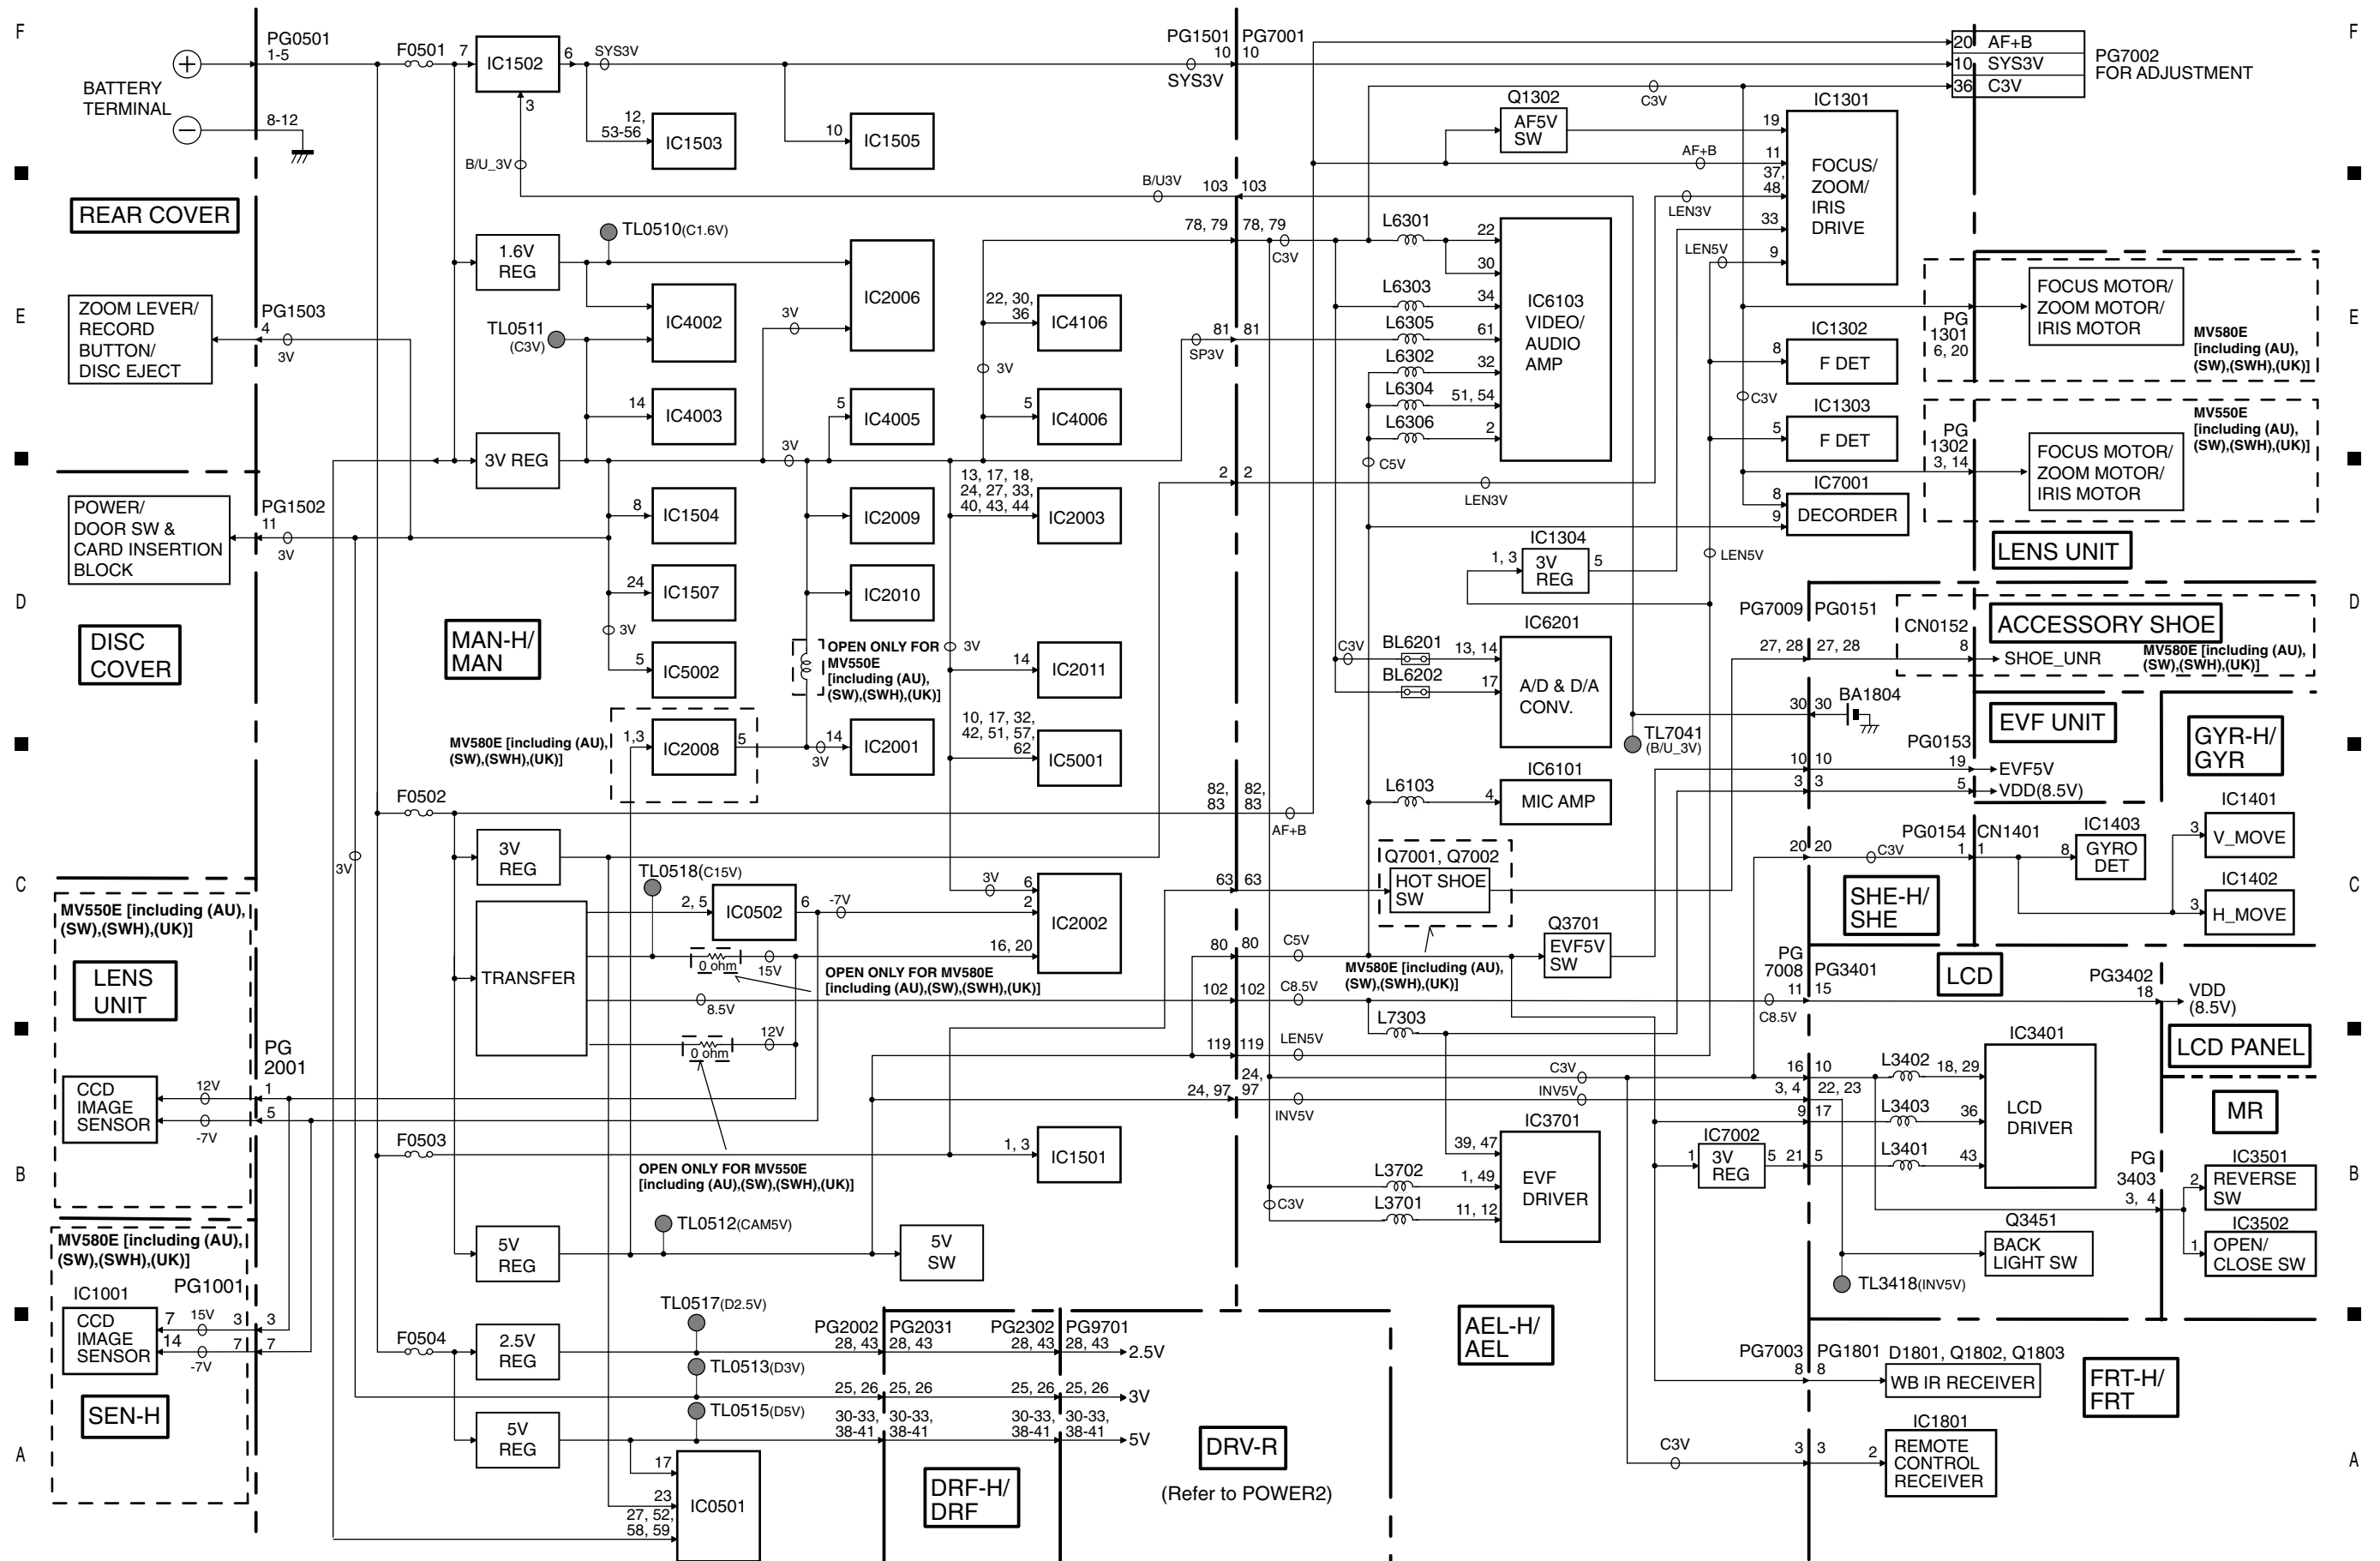 F
F
BATTERY
TERMINAL
+
−
PG0501
1-5
8-12
F0501
7
IC1502
6
SYS3V
3
B/U_3V
12,
53-56
IC1503
10
IC1505
PG1501
PG7001
10
10
SYS3V
20 AF+B
10 SYS3V
36 C3V
PG7002
FOR ADJUSTMENT
C3V
Q1302
AF5V
SW
IC1301
FOCUS/
ZOOM/
IRIS
DRIVE
19
11
37,
48
33
9
AF+B
LEN3V
LEN5V
B/U3V
103
103
REAR COVER
1.6V
REG
TL0510(C1.6V)
IC2006
IC4002
TL0511
(C3V)
3V
78, 79
78, 79
C3V
L6301
22
30
L6303
34
L6305
61
L6302
32
L6304
51, 54
L6306
2
IC6103
VIDEO/
AUDIO
AMP
E
E
ZOOM LEVER/
RECORD
BUTTON/
DISC EJECT
PG1503
4
3V
22, 30,
36
IC4106
3V
81
81
SP3V
14
IC4003
5
IC4005
5
IC4006
3V REG
3V
C5V
IC1302
8
F DET
IC1303
5
F DET
C3V
PG
1301
6, 20
FOCUS MOTOR/
ZOOM MOTOR/
IRIS MOTOR
MV580E
[including (AU),
(SW),(SWH),(UK)]
PG
1302
3, 14
FOCUS MOTOR/
ZOOM MOTOR/
IRIS MOTOR
MV550E
[including (AU),
(SW),(SWH),(UK)]
LENS UNIT
IC7001
8
9
DECORDER
2
2
LEN3V
POWER/
DOOR SW &
CARD INSERTION
BLOCK
PG1502
11
3V
8
IC1504
IC2009
13, 17, 18,
24, 27, 33,
40, 43, 44
IC2003
24
IC1507
IC2010
3V
5
IC5002
IC1304
1, 3
3V
REG
5
LEN5V
D
D
DISC
COVER
MAN-H/
MAN
OPEN ONLY FOR
MV550E
[including (AU),
(SW),(SWH),(UK)]
3V
14
IC2011
10, 17, 32,
42, 51, 57,
62
IC5001
MV580E [including (AU),
(SW),(SWH),(UK)]
1,3
IC2008
5
3V
14
IC2001
C3V
BL6201
13, 14
BL6202
17
IC6201
A/D & D/A
CONV.
TL7041
(B/U_3V)
PG7009
PG0151
27, 28
27, 28
CN0152
8
SHOE_UNR
ACCESSORY SHOE
MV580E [including (AU),
(SW),(SWH),(UK)]
30
30
BA1804
EVF UNIT
GYR-H/
GYR
PG0153
10
10
19
EVF5V
3
3
5
VDD(8.5V)
L6103
IC6101
4
MIC AMP
F0502
82,
83
82,
83
AF+B
3V
REG
3V
TL0518(C15V)
2, 5
IC0502
6
-7V
3V
6
2
16, 20
IC2002
TRANSFER
0 ohm
15V
OPEN ONLY FOR MV580E
[including (AU),(SW),(SWH),(UK)]
8.5V
12V
0 ohm
OPEN ONLY FOR MV550E
[including (AU),(SW),(SWH),(UK)]
63
63
Q7001, Q7002
HOT SHOE
SW
MV580E [including (AU),
(SW),(SWH),(UK)]
Q3701
EVF5V
SW
80
80
C5V
102
102
C8.5V
L7303
119
119
LEN5V
C3V
24, 97
24,
97
INV5V
INV5V
C
C
20
20
C3V
PG0154
CN1401
1
1
IC1403
8
GYRO
DET
IC1401
3
V_MOVE
IC1402
3
H_MOVE
SHE-H/
SHE
PG
7008
PG3401
11
15
C8.5V
LCD
PG3402
18
VDD
(8.5V)
LCD PANEL
MR
16
10
L3402
18, 29
3, 4
22, 23
9
17
L3403
36
21
5
L3401
43
IC3401
LCD
DRIVER
IC7002
1
3V
REG
5
PG
3403
3, 4
IC3501
2
REVERSE
SW
IC3502
1
OPEN/
CLOSE SW
Q3451
BACK
LIGHT SW
TL3418(INV5V)
MV550E [including (AU),
(SW),(SWH),(UK)]
LENS
UNIT
CCD
IMAGE
SENSOR
12V
-7V
PG
2001
1
5
B
B
F0503
1, 3
IC1501
39, 47
L3702
1, 49
L3701
11, 12
C3V
IC3701
EVF
DRIVER
MV580E [including (AU),
(SW),(SWH),(UK)]
IC1001
PG1001
CCD
IMAGE
SENSOR
7
15V
3
3
14
-7V
7
7
SEN-H
5V
REG
TL0512(CAM5V)
5V
SW
F0504
2.5V
REG
TL0517(D2.5V)
TL0513(D3V)
TL0515(D5V)
5V
REG
PG2002
PG2031
PG2302
PG9701
28, 43
28, 43
28, 43
28, 43
2.5V
25, 26
25, 26
25, 26
25, 26
3V
30-33,
38-41
30-33,
38-41
30-33,
38-41
30-33,
38-41
5V
A
A
17
23
27, 52,
58, 59
IC0501
DRF-H/
DRF
DRV-R
(Refer to POWER2)
AEL-H/
AEL
PG7003
PG1801
8
8
D1801, Q1802, Q1803
WB IR RECEIVER
C3V
3
3
2
IC1801
REMOTE
CONTROL
RECEIVER
FRT-H/
FRT